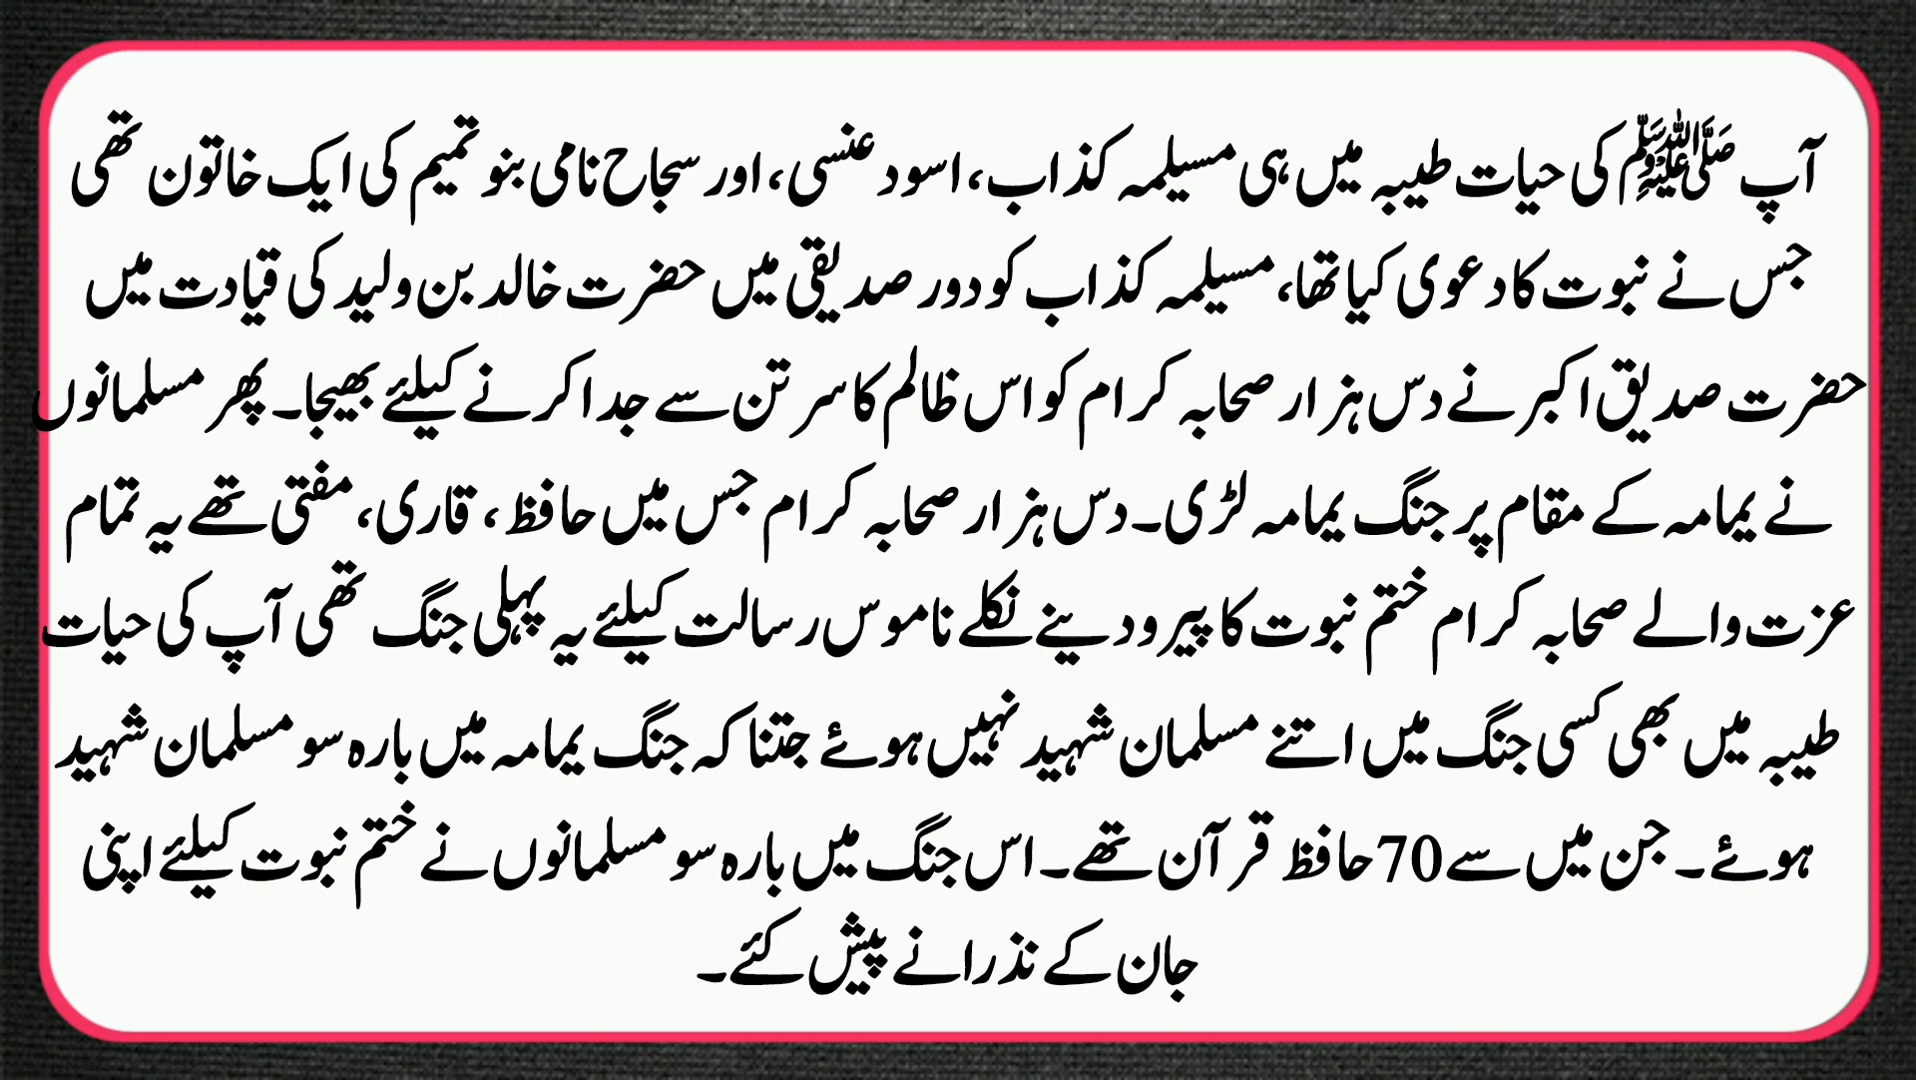 آپ ﷺ کی حیات طیبہ میں ہی مسیلمہ کذاب، اسود عنسی، اور سجاح نامی بنو تمیم کی ایک خاتون تھی
جس نے نبوت کا دعوی کیا تھا، مسیلمہ کذاب کو دور صدیقی میں حضرت خالد بن ولید کی قیادت میں
حضرت صدیق اکبر نے دس ہزار صحابہ کرام کو اس ظالم کا سر تن سے جدا کرنے کیلئے بھیجا۔ پھر مسلمانوں
نے یمامہ کے مقام پر جنگ یمامہ لڑی۔ دس ہزار صحابہ کرام جس میں حافظ، قاری، مفتی تھے یہ تمام
عزت والے صحابہ کرام ختم نبوت کا پیرو دینے نکلے ناموس رسالت کیلئے یہ پہلی جنگ تھی آپ کی حیات
طیبہ میں بھی کسی جنگ میں اتنے مسلمان شہید نہیں ہوئے جتنا کہ جنگ یمامہ میں بارہ سو مسلمان شہید
ہوئے۔ جن میں سے 70 حافظ قرآن تھے۔ اس جنگ میں بارہ سو مسلمانوں نے ختم نبوت کیلئے اپنی
جان کے نذرانے پیش کئے۔